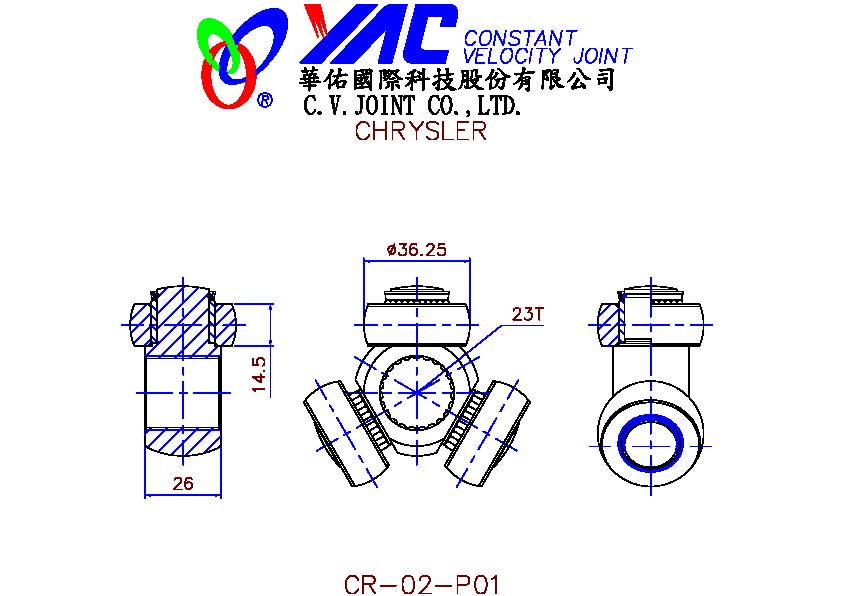 YAC CONSTANT
VELOCITY JOINT
®
華佑國際科技股份有限公司
C.V.JOINT CO.,LTD.
CHRYSLER
ø36.25
23T
14.5
26
CR-02-P01